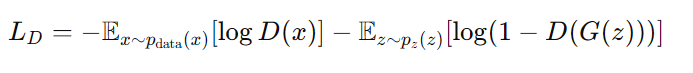 L_D = −𝔼_{x∼p_data(x)}[log D(x)] − 𝔼_{z∼p_z(z)}[log(1 − D(G(z)))]